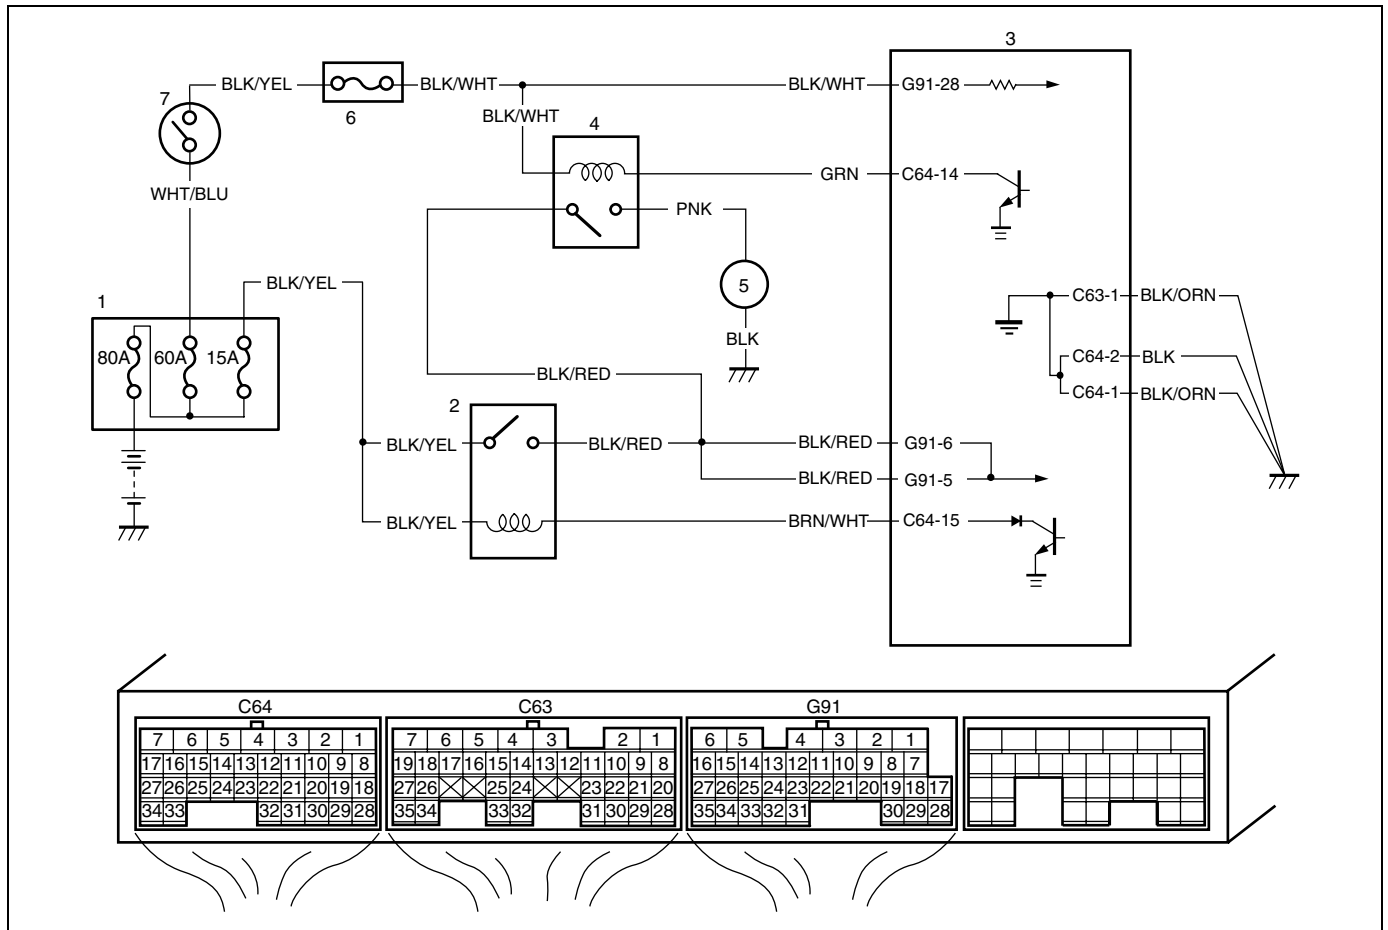 3
BLK/YEL
BLK/WHT
BLK/WHT
G91-28
7
6
BLK/WHT
4
GRN
C64-14
WHT/BLU
PNK
BLK/YEL
5
1
C63-1
BLK/ORN
BLK
80A
60A
15A
C64-2
BLK
BLK/RED
C64-1
BLK/ORN
2
BLK/YEL
BLK/RED
BLK/RED
G91-6
BLK/RED
G91-5
BLK/YEL
BRN/WHT
C64-15
C64
C63
G91
7 6 5 4 3 2 1
17 16 15 14 13 12 11 10 9 8
27 26 25 24 23 22 21 20 19 18
34 33 32 31 30 29 28
7 6 5 4 3 2 1
19 18 17 16 15 14 13 12 11 10 9 8
27 26 25 24 23 22 21 20
35 34 33 32 31 30 29 28
6 5 4 3 2 1
16 15 14 13 12 11 10 9 8 7
27 26 25 24 23 22 21 20 19 18 17
35 34 33 32 31 30 29 28